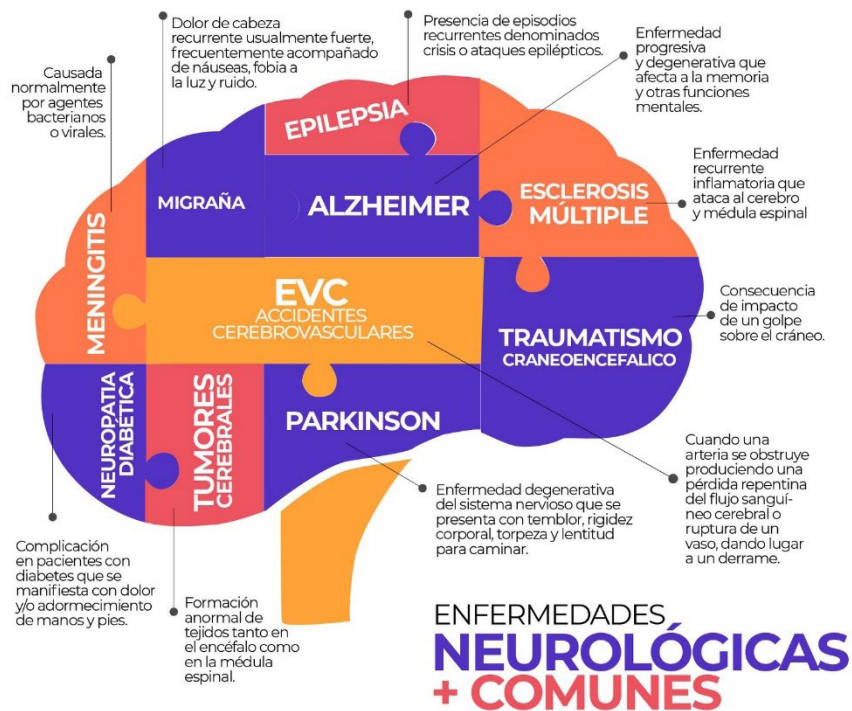 Dolor de cabeza
recurrente usualmente fuerte,
frecuentemente acompañado
de náuseas, fobia a
la luz y ruido.
Presencia de episodios
recurrentes denominados
crisis o ataques epilépticos.
Enfermedad
progresiva
y degenerativa que
afecta a la memoria
y otras funciones
mentales.
Causada
normalmente
por agentes
bacterianos
o virales.
EPILEPSIA
MIGRAÑA
ALZHEIMER
ESCLEROSIS
MÚLTIPLE
Enfermedad
recurrente
inflamatoria que
ataca al cerebro
y médula espinal
MENINGITIS
EVC
ACCIDENTES
CEREBROVASCULARES
TRAUMATISMO
CRANEOENCEFALICO
Consecuencia
de impacto
de un golpe
sobre el cráneo.
NEUROPATIA
DIABÉTICA
TUMORES
CEREBRALES
PARKINSON
Cuando una
arteria se obstruye
produciendo una
pérdida repentina
del flujo sanguí-
neo cerebral o
ruptura de un
vaso, dando lugar
a un derrame.
Enfermedad degenerativa
del sistema nervioso que se
presenta con temblor, rigidez
corporal, torpeza y lentitud
para caminar.
Complicación
en pacientes con
diabetes que se
manifiesta con dolor
y/o adormecimiento
de manos y pies.
Formación
anormal de
tejidos tanto en
el encéfalo como
en la médula
espinal.
ENFERMEDADES
NEUROLÓGICAS
+ COMUNES